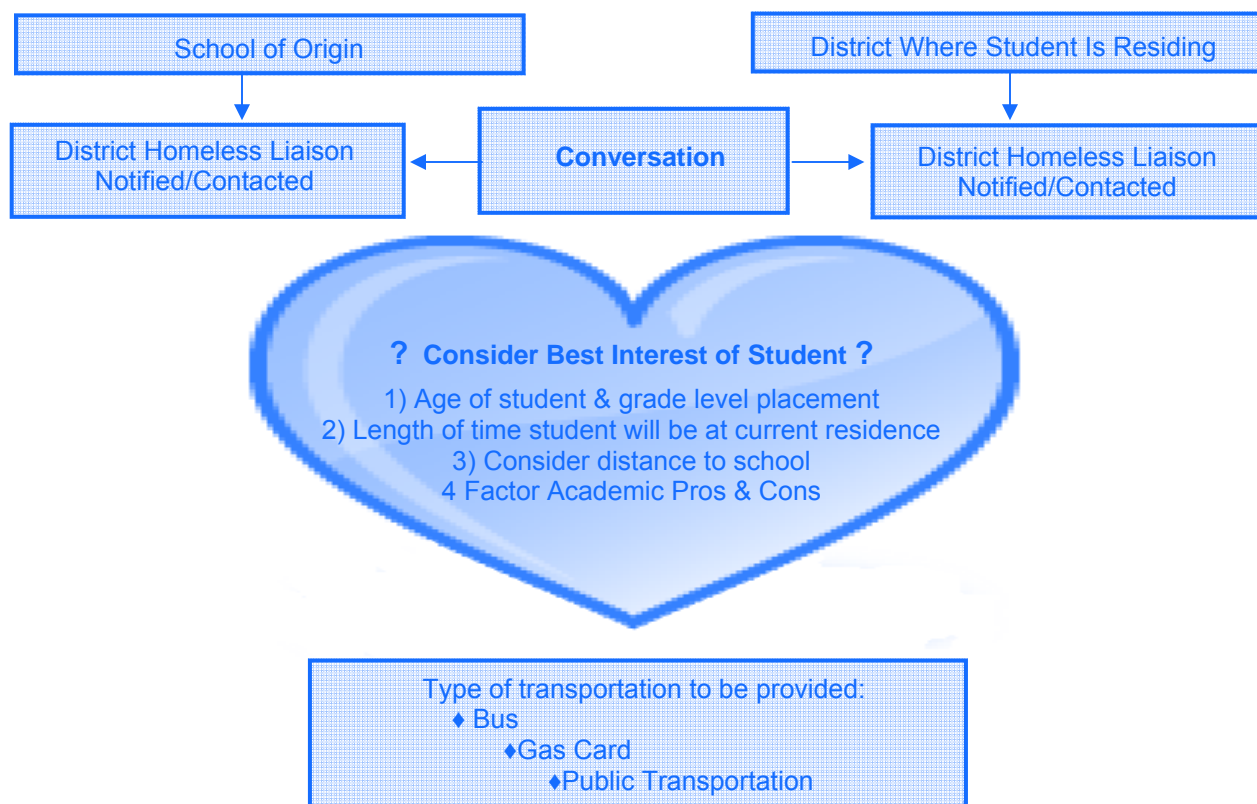 School of Origin
District Where Student Is Residing
District Homeless Liaison
Notified/Contacted
Conversation
District Homeless Liaison
Notified/Contacted
? Consider Best Interest of Student ?
1) Age of student & grade level placement
2) Length of time student will be at current residence
3) Consider distance to school
4 Factor Academic Pros & Cons
Type of transportation to be provided:
♦ Bus
♦Gas Card
♦Public Transportation